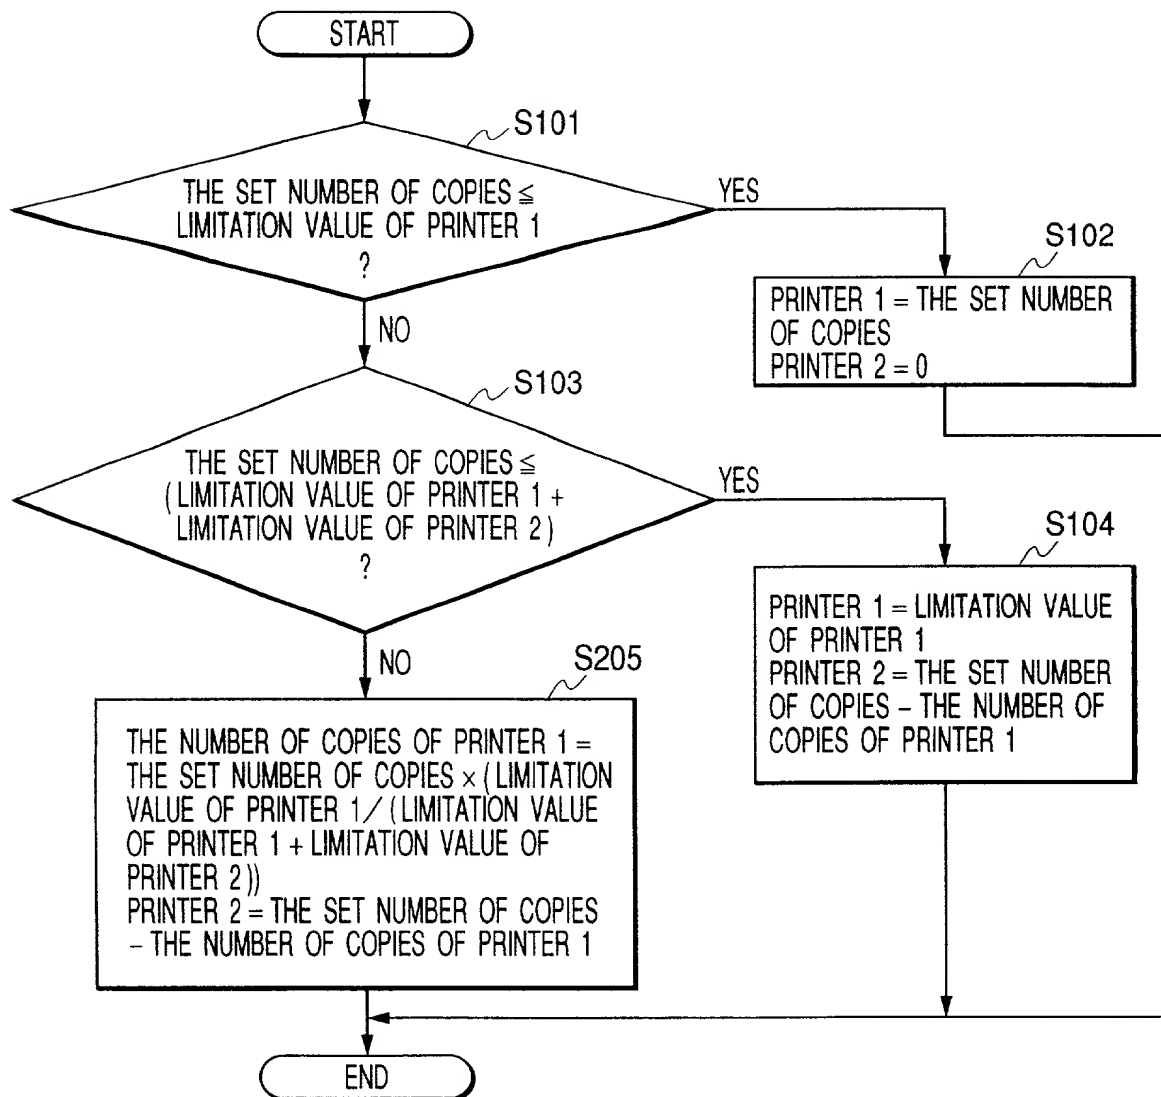 START
S101
THE SET NUMBER OF COPIES ≦
LIMITATION VALUE OF PRINTER 1
?
YES
NO
S102
PRINTER 1 = THE SET NUMBER
OF COPIES
PRINTER 2 = 0
S103
THE SET NUMBER OF COPIES ≦
(LIMITATION VALUE OF PRINTER 1 +
LIMITATION VALUE OF PRINTER 2)
?
YES
NO
S104
PRINTER 1 = LIMITATION VALUE
OF PRINTER 1
PRINTER 2 = THE SET NUMBER
OF COPIES – THE NUMBER OF
COPIES OF PRINTER 1
S205
THE NUMBER OF COPIES OF PRINTER 1 =
THE SET NUMBER OF COPIES × (LIMITATION
VALUE OF PRINTER 1 / (LIMITATION VALUE
OF PRINTER 1 + LIMITATION VALUE OF
PRINTER 2))
PRINTER 2 = THE SET NUMBER OF COPIES
– THE NUMBER OF COPIES OF PRINTER 1
END